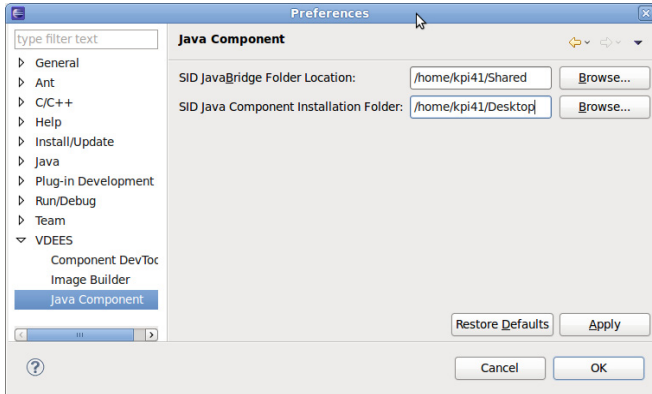 Preferences
type filter text
Java Component
General
Ant
C/C++
Help
Install/Update
Java
Plug-in Development
Run/Debug
Team
VDEES
Component DevToo
Image Builder
Java Component
SID JavaBridge Folder Location: /home/kpi41/Shared Browse...
SID Java Component Installation Folder: /home/kpi41/Desktop Browse...
Restore Defaults Apply
? Cancel OK